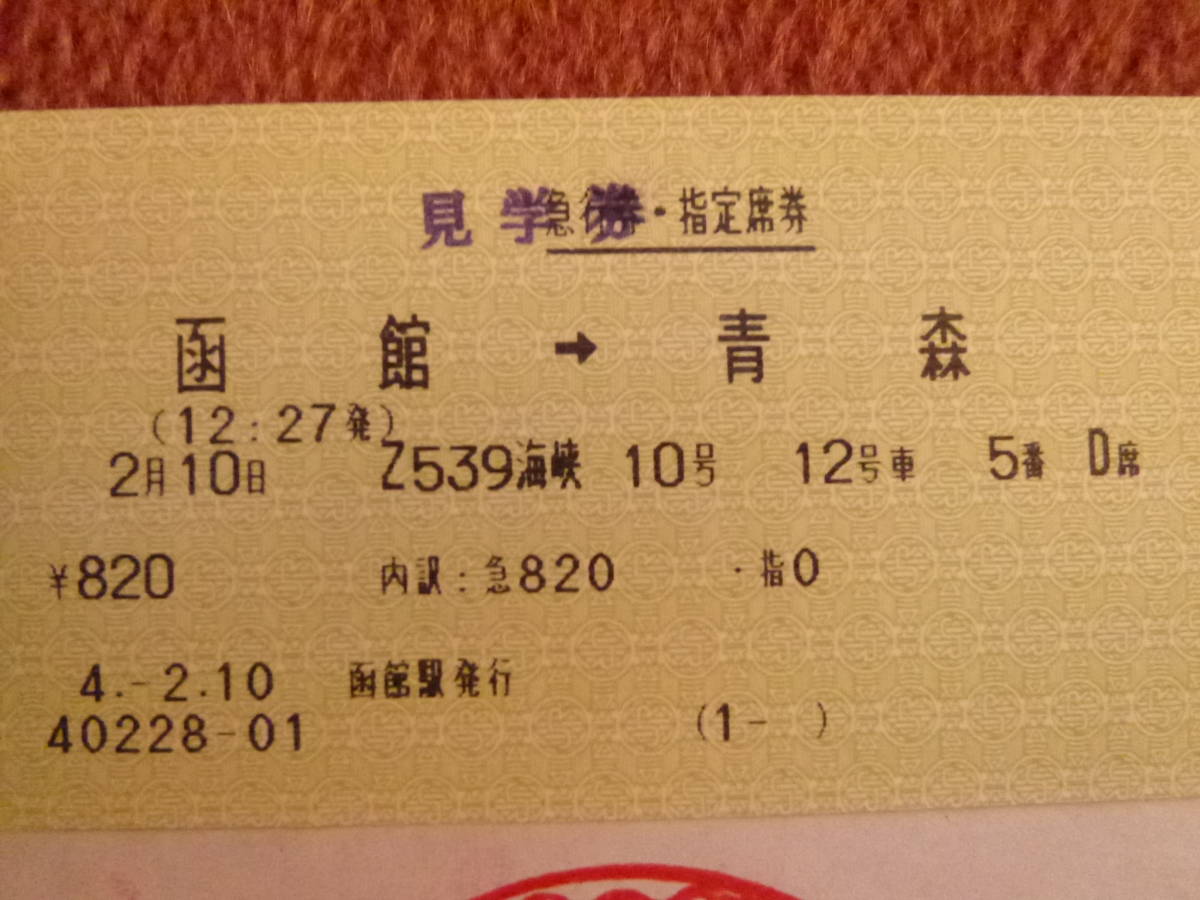 見学券 急行券・指定席券
函館 → 青森
(12:27発)
2月10日 Z539海峡 10号 12号車 5番 D席
¥820 内訳:急820 ・指0
4.-2.10 函館駅発行
40228-01 (1- )